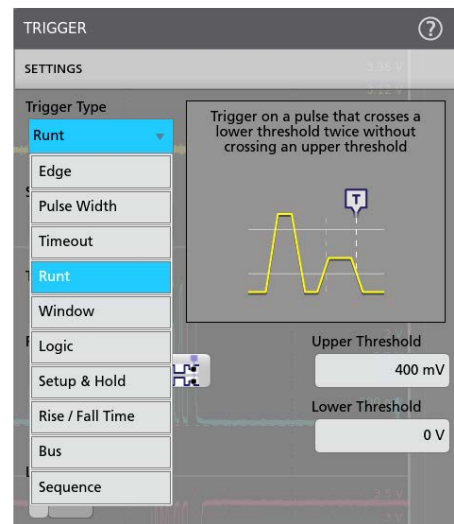 TRIGGER
?
SETTINGS
Trigger Type
Runt
Edge
Pulse Width
Timeout
Runt
Window
Logic
Setup & Hold
Rise / Fall Time
Bus
Sequence
Trigger on a pulse that crosses a
lower threshold twice without
crossing an upper threshold
T
Upper Threshold
400 mV
Lower Threshold
0 V